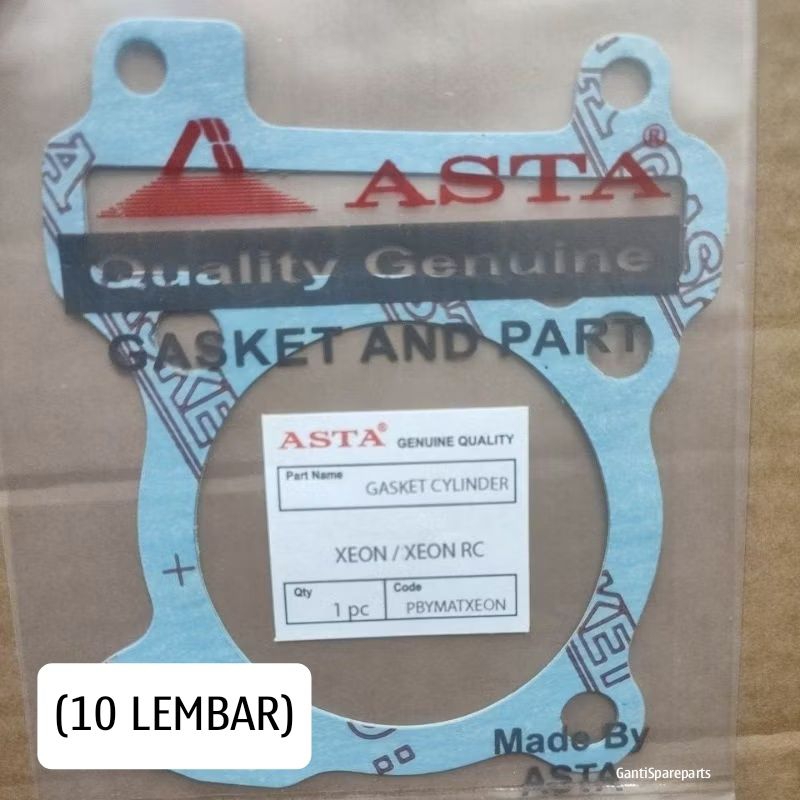 ASTA®
Quality Genuine
GASKET AND PART
ASTA® GENUINE QUALITY
Part Name
GASKET CYLINDER
XEON / XEON RC
Qty
1 pc
Code
PBYMATXEON
(10 LEMBAR)
Made By
ASTA
GantiSpareparts